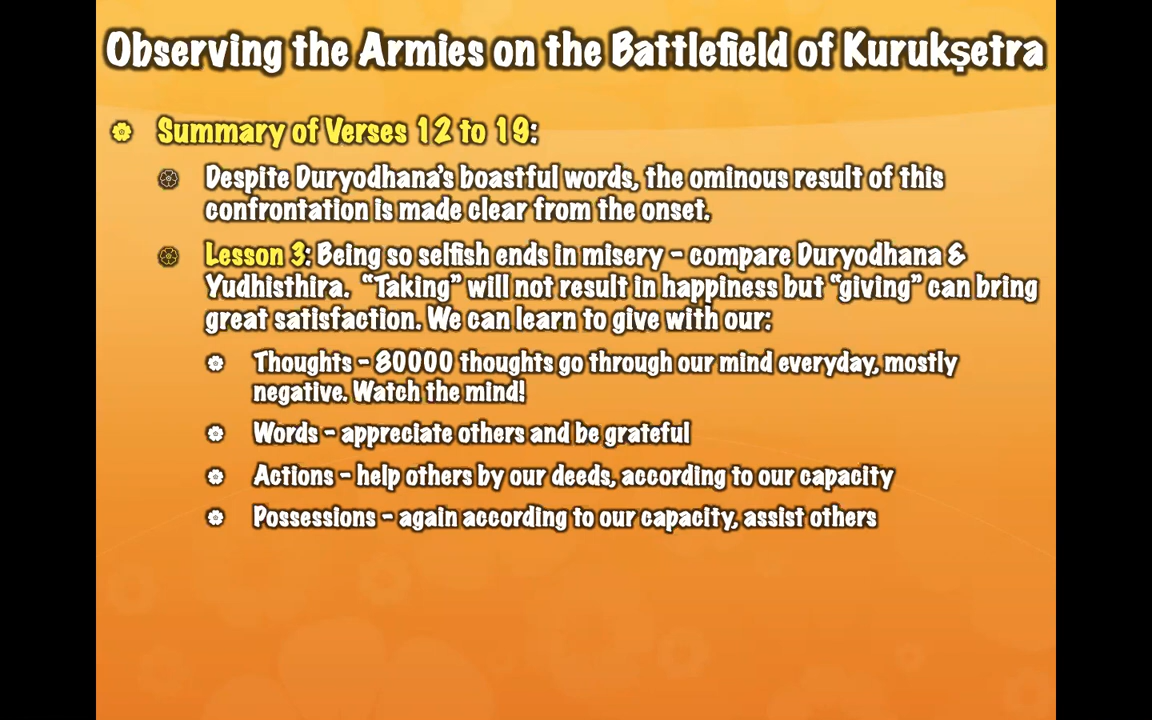 Observing the Armies on the Battlefield of Kurukṣetra
Summary of Verses 12 to 19:
Despite Duryodhana's boastful words, the ominous result of this
confrontation is made clear from the onset.
Lesson 3: Being so selfish ends in misery - compare Duryodhana &
Yudhisthira. “Taking” will not result in happiness but “giving” can bring
great satisfaction. We can learn to give with our:
Thoughts - 80000 thoughts go through our mind everyday, mostly
negative. Watch the mind!
Words - appreciate others and be grateful
Actions - help others by our deeds, according to our capacity
Possessions - again according to our capacity, assist others